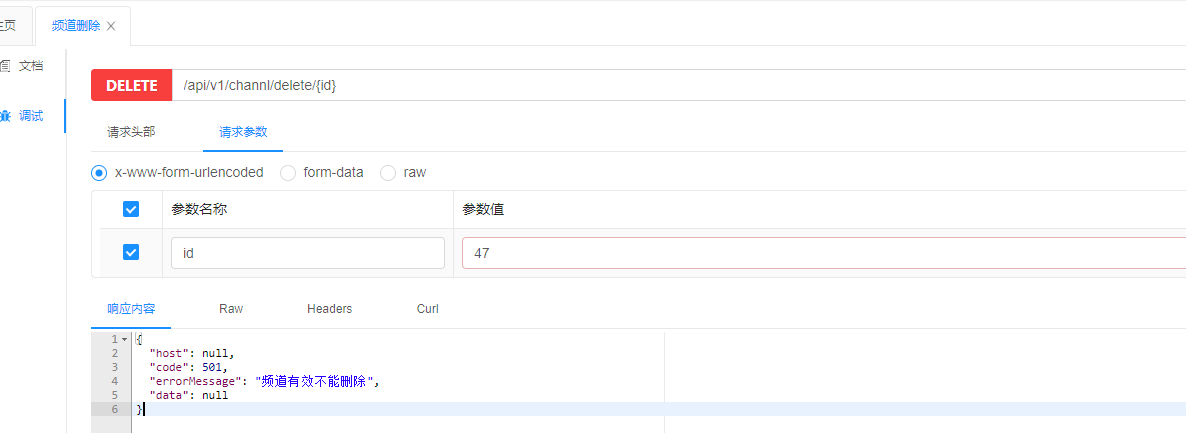 主页 频道删除
文档
DELETE /api/v1/channl/delete/{id}
调试
请求头部 请求参数
x-www-form-urlencoded form-data raw
参数名称 参数值
id 47
响应内容 Raw Headers Curl
1 {
2 "host": null,
3 "code": 501,
4 "errorMessage": "频道有效不能删除",
5 "data": null
6 }